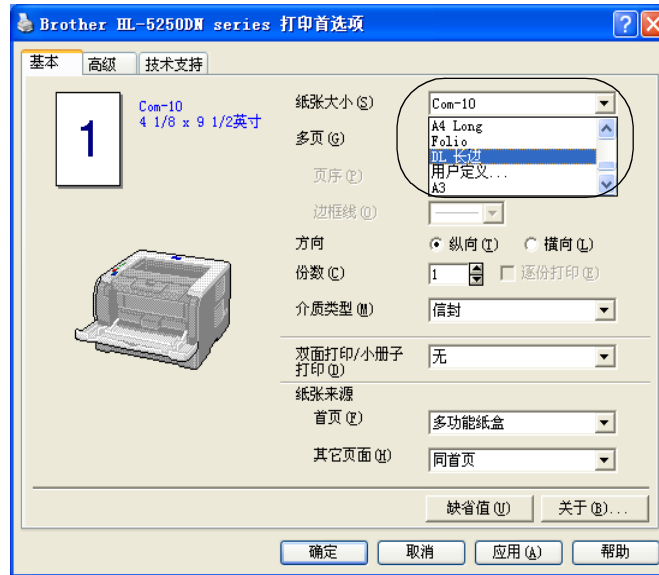 Brother HL-5250DN series 打印首选项
基本 高级 技术支持
1
Com-10
4 1/8 x 9 1/2英寸
纸张大小(S)
Com-10
A4 Long
Folio
DL 长边
用户定义...
A3
多页(G)
页序(P)
边框线(O)
方向
纵向(T) 横向(L)
份数(C)
1
逐份打印(E)
介质类型(M)
信封
双面打印/小册子
打印(D)
无
纸张来源
首页(F)
多功能纸盒
其它页面(H)
同首页
缺省值(U) 关于(B)...
确定 取消 应用(A) 帮助